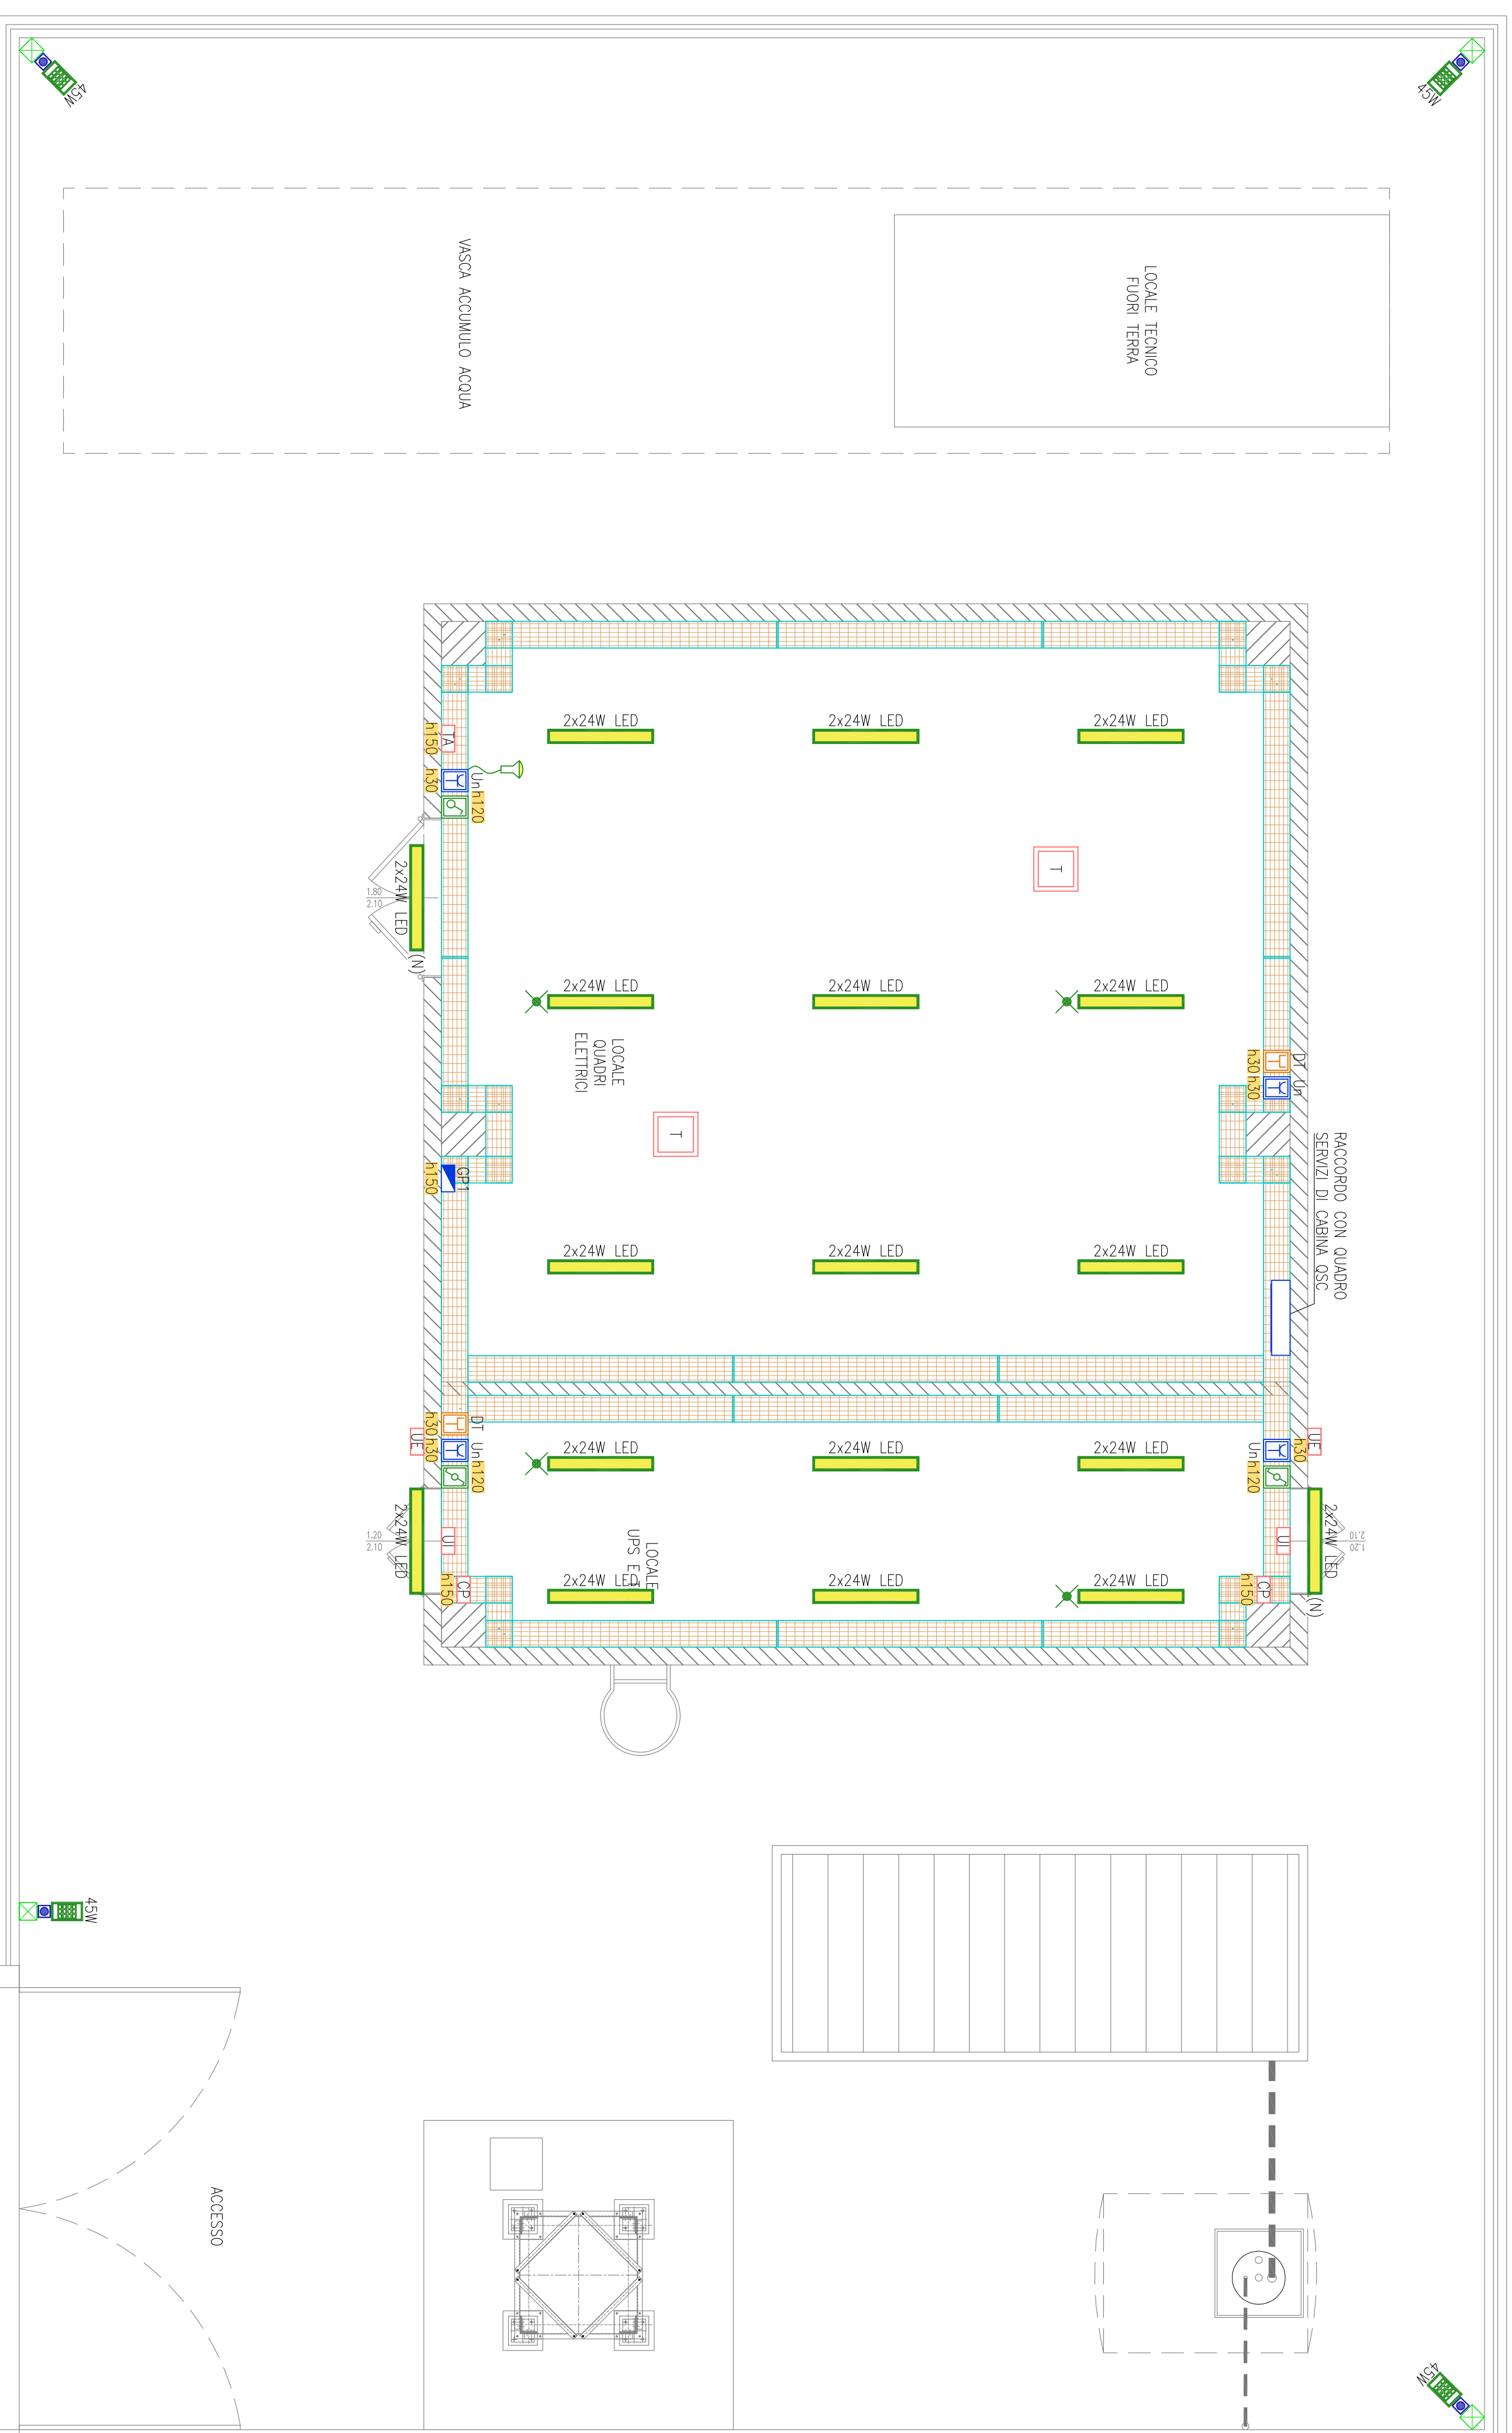 45W
45W
VASCA ACCUMULO ACQUA
LOCALE TECNICO
FUORI TERRA
2x24W LED
2x24W LED
2x24W LED
TA
h150
Un
h30
h120
T
2x24W LED
1.80
2.10
(N)
2x24W LED
2x24W LED
2x24W LED
LOCALE
QUADRI
ELETTRICI
DT
Un
h30
h30
T
RACCORDO CON QUADRO
SERVIZI DI CABINA QSC
GP1
h150
2x24W LED
2x24W LED
2x24W LED
DT
Un
h30
h30
h120
UE
2x24W LED
2x24W LED
2x24W LED
UE
h30
Un
h120
2x24W LED
1.20
2.10
UI
CP
h150
LOCALE
UPS E
2x24W LED
2x24W LED
2x24W LED
UI
CP
h150
2x24W LED
1.20
2.10
(N)
45W
ACCESSO
45W